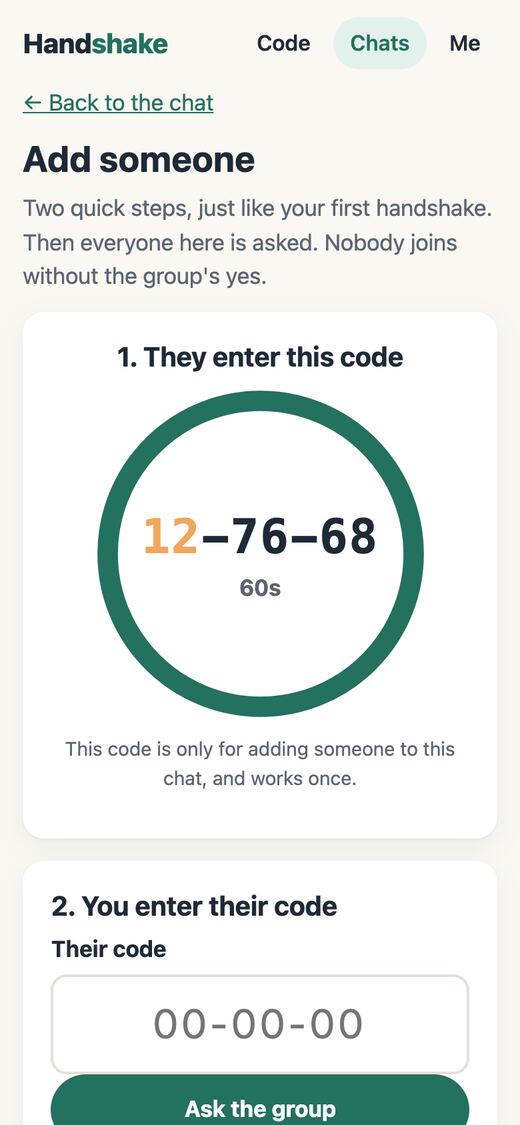 Handshake
Code
Chats
Me
← Back to the chat
Add someone
Two quick steps, just like your first handshake.
Then everyone here is asked. Nobody joins
without the group's yes.
1. They enter this code
12–76–68
60s
This code is only for adding someone to this
chat, and works once.
2. You enter their code
Their code
00-00-00
Ask the group